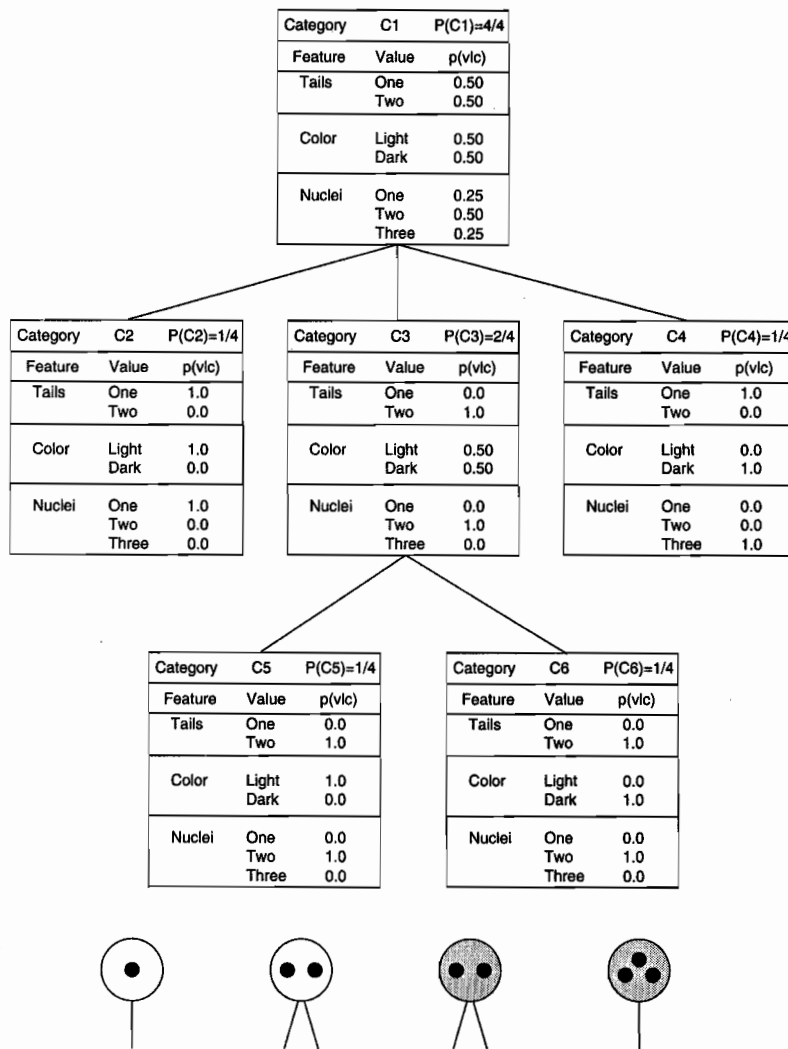 Category C1 P(C1)=4/4
Feature Value p(vlc)
Tails One 0.50
Two 0.50
Color Light 0.50
Dark 0.50
Nuclei One 0.25
Two 0.50
Three 0.25
Category C2 P(C2)=1/4
Feature Value p(vlc)
Tails One 1.0
Two 0.0
Color Light 1.0
Dark 0.0
Nuclei One 1.0
Two 0.0
Three 0.0
Category C3 P(C3)=2/4
Feature Value p(vlc)
Tails One 0.0
Two 1.0
Color Light 0.50
Dark 0.50
Nuclei One 0.0
Two 1.0
Three 0.0
Category C4 P(C4)=1/4
Feature Value p(vlc)
Tails One 1.0
Two 0.0
Color Light 0.0
Dark 1.0
Nuclei One 0.0
Two 0.0
Three 1.0
Category C5 P(C5)=1/4
Feature Value p(vlc)
Tails One 0.0
Two 1.0
Color Light 1.0
Dark 0.0
Nuclei One 0.0
Two 1.0
Three 0.0
Category C6 P(C6)=1/4
Feature Value p(vlc)
Tails One 0.0
Two 1.0
Color Light 0.0
Dark 1.0
Nuclei One 0.0
Two 1.0
Three 0.0